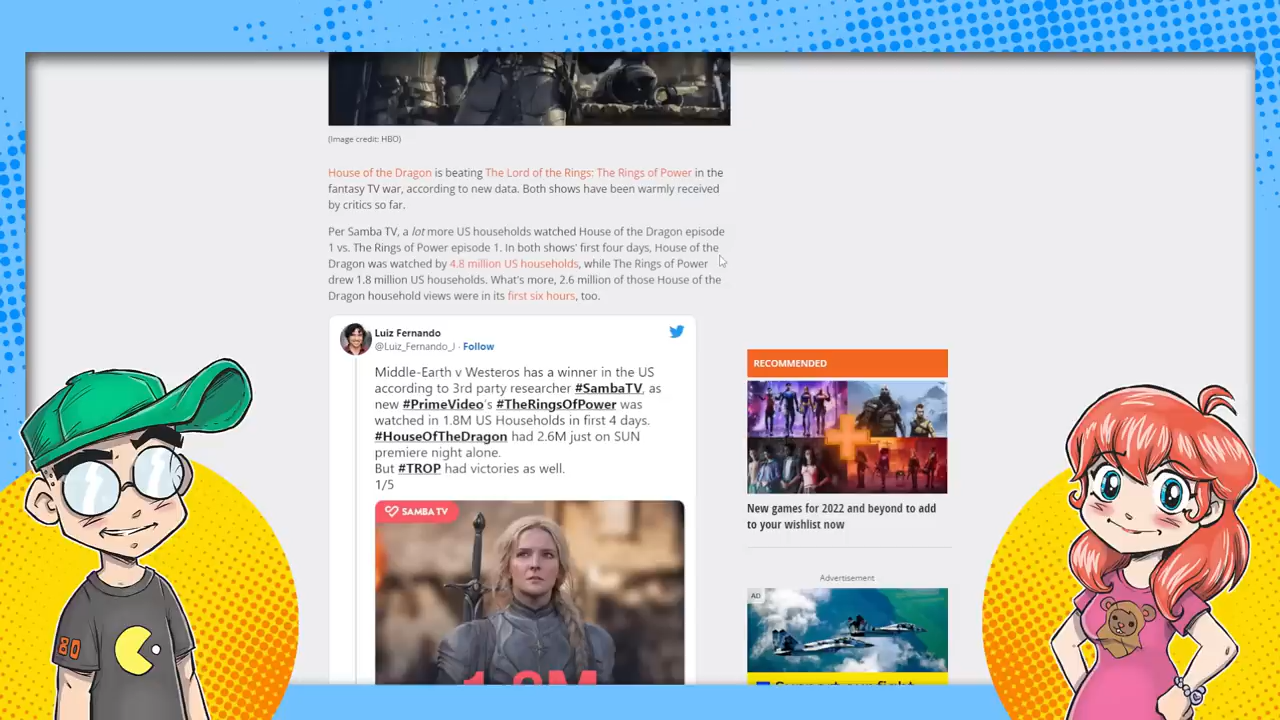 (Image credit: HBO)
House of the Dragon is beating The Lord of the Rings: The Rings of Power in the
fantasy TV war, according to new data. Both shows have been warmly received
by critics so far.
Per Samba TV, a lot more US households watched House of the Dragon episode
1 vs. The Rings of Power episode 1. In both shows' first four days, House of the
Dragon was watched by 4.8 million US households, while The Rings of Power
drew 1.8 million US households. What's more, 2.6 million of those House of the
Dragon household views were in its first six hours, too.
Luiz Fernando
@Luiz_Fernando_J · Follow
Middle-Earth v Westeros has a winner in the US
according to 3rd party researcher #SambaTV, as
new #PrimeVideo's #TheRingsOfPower was
watched in 1.8M US Households in first 4 days.
#HouseOfTheDragon had 2.6M just on SUN
premiere night alone.
But #TROP had victories as well.
1/5
SAMBA TV
1.8M
RECOMMENDED
New games for 2022 and beyond to add
to your wishlist now
Advertisement
AD
80